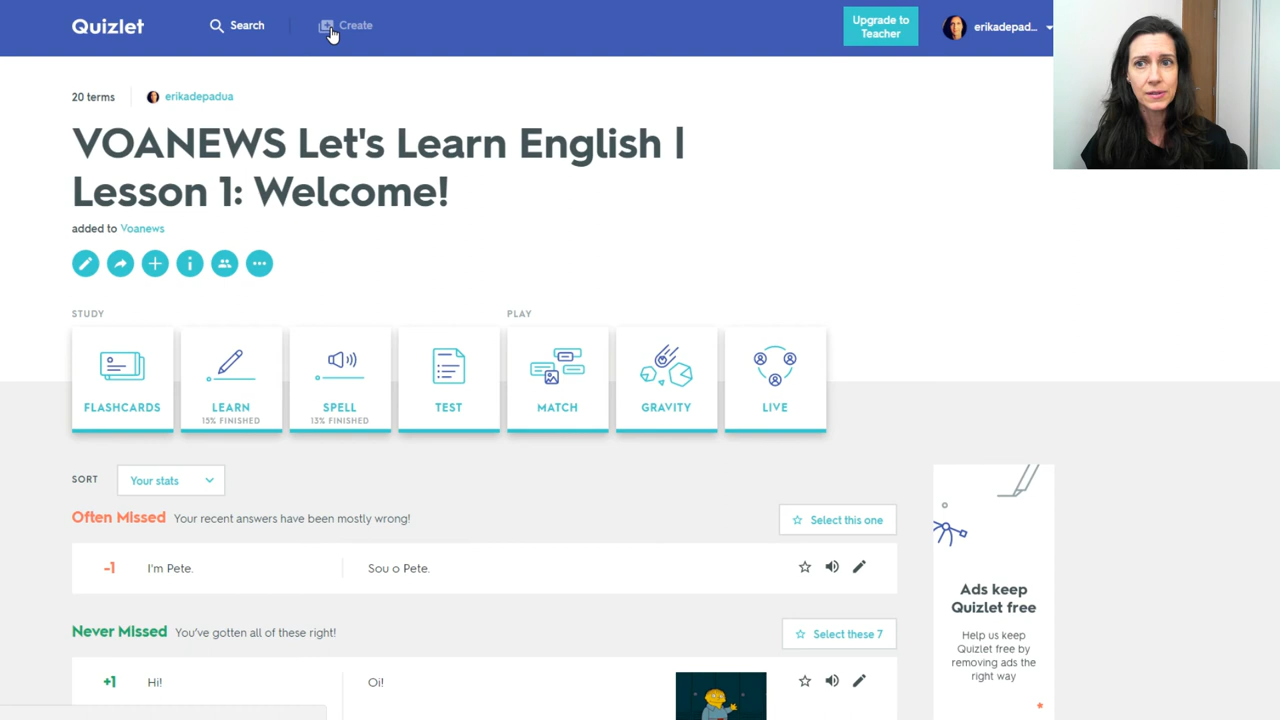 Quizlet
Search
Create
Upgrade to
Teacher
erikadepad...
20 terms
erikadepadua
VOANEWS Let's Learn English |
Lesson 1: Welcome!
added to Voanews
STUDY
PLAY
FLASHCARDS
LEARN
15% FINISHED
SPELL
13% FINISHED
TEST
MATCH
GRAVITY
LIVE
SORT
Your stats
Often Missed Your recent answers have been mostly wrong!
Select this one
-1 I'm Pete. Sou o Pete.
Never Missed You've gotten all of these right!
Select these 7
+1 Hi! Oi!
Ads keep
Quizlet free
Help us keep
Quizlet free by
removing ads the
right way